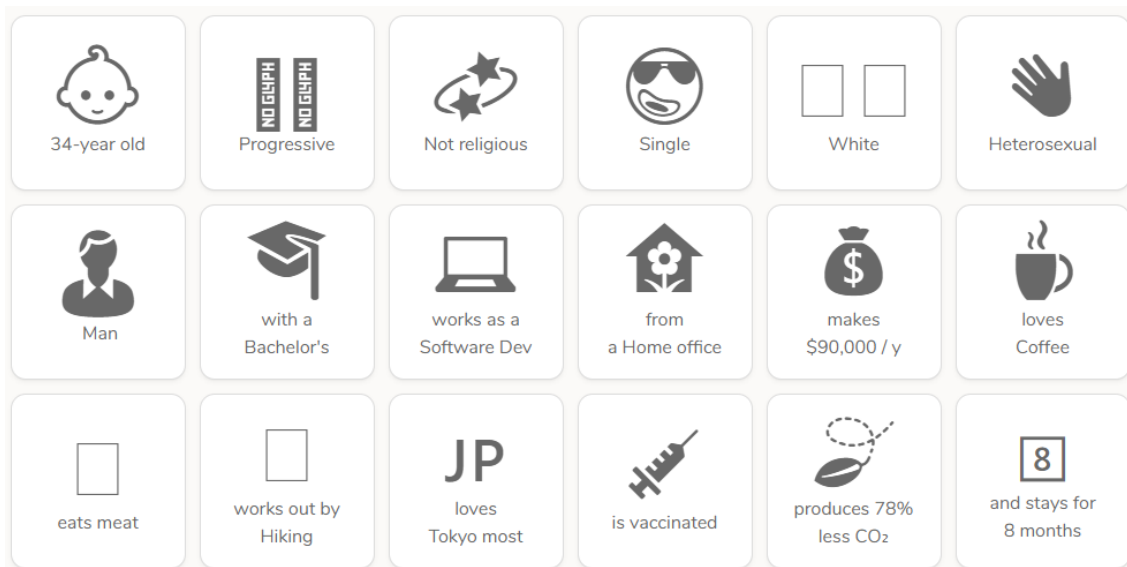 NO GLYPH NO GLYPH
34-year old
Progressive
Not religious
Single
White
Heterosexual
Man
with a
Bachelor's
works as a
Software Dev
from
a Home office
$
makes
$90,000 / y
loves
Coffee
eats meat
works out by
Hiking
JP
loves
Tokyo most
is vaccinated
produces 78%
less CO₂
8
and stays for
8 months